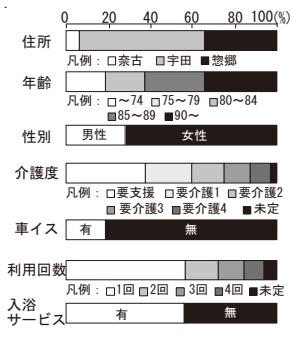 0 20 40 60 80 100(%)
住所
凡例：□奈古 □宇田 ■惣郷
年齢
凡例：□～74 □75～79 □80～84
■85～89 ■90～
性別 男性 女性
介護度
凡例：□要支援 □要介護1 □要介護2
■要介護3 ■要介護4 ■未定
車イス 有 無
利用回数
凡例：□1回 □2回 ■3回 ■4回 ■未定
入浴
サービス 有 無